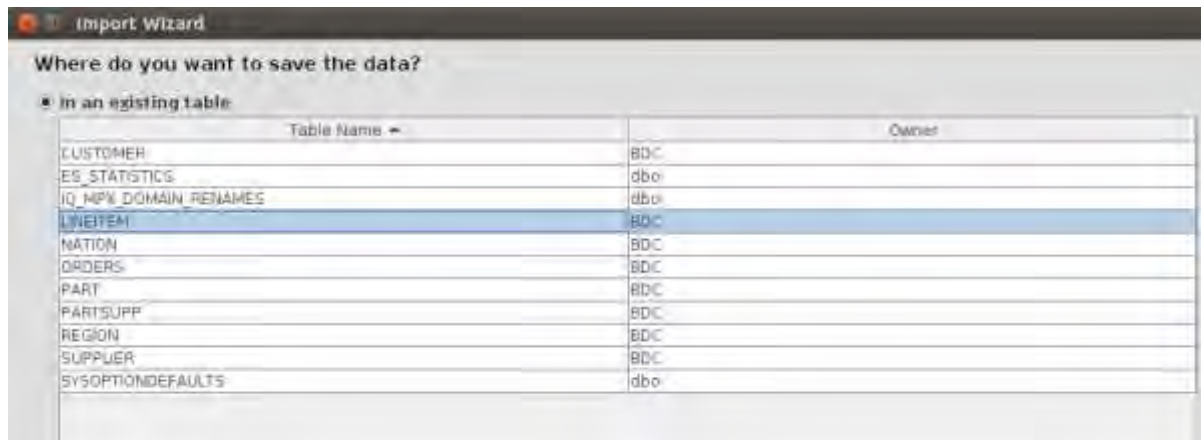 Import Wizard
Where do you want to save the data?
In an existing table
Table Name Owner
CUSTOMER BDC
ES_STATISTICS dbo
IQ_MPX_DOMAIN_RENAMES dbo
LINEITEM BDC
NATION BDC
ORDERS BDC
PART BDC
PARTSUPP BDC
REGION BDC
SUPPLIER BDC
SYSOPTIONDEFAULTS dbo